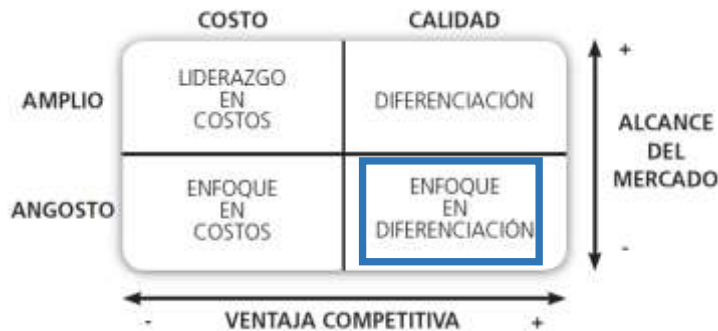 COSTO CALIDAD
AMPLIO
LIDERAZGO
EN
COSTOS
DIFERENCIACIÓN
+
ALCANCE
DEL
MERCADO
-
ANGOSTO
ENFOQUE
EN
COSTOS
ENFOQUE
EN
DIFERENCIACIÓN
- VENTAJA COMPETITIVA +